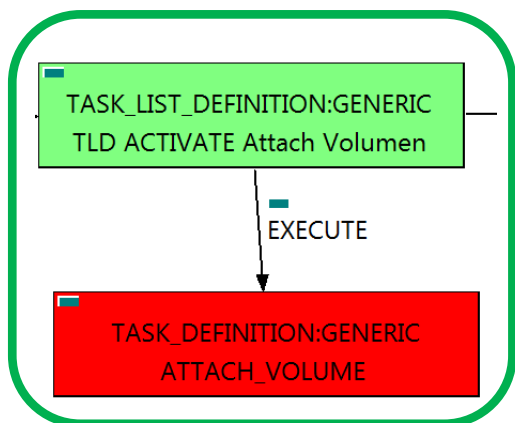 TASK_LIST_DEFINITION:GENERIC
TLD ACTIVATE Attach Volumen
EXECUTE
TASK_DEFINITION:GENERIC
ATTACH_VOLUME